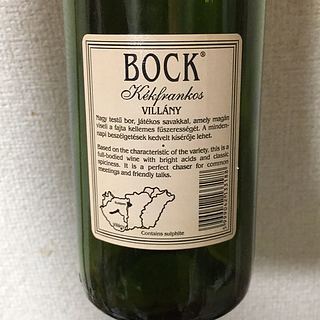 BOCK®
Kékfrankos
VILLÁNY
Nagy testű bor, játékos savakkal, amely magán
viseli a fajta kellemes fűszerességét. A minden-
napi beszélgetések kedvelt kísérője lehet.
Based on the characteristic of the variety, this is a
full-bodied wine with bright acids and classic
spiciness. It is a perfect chaser for common
meetings and friendly talks.
Contains sulphite